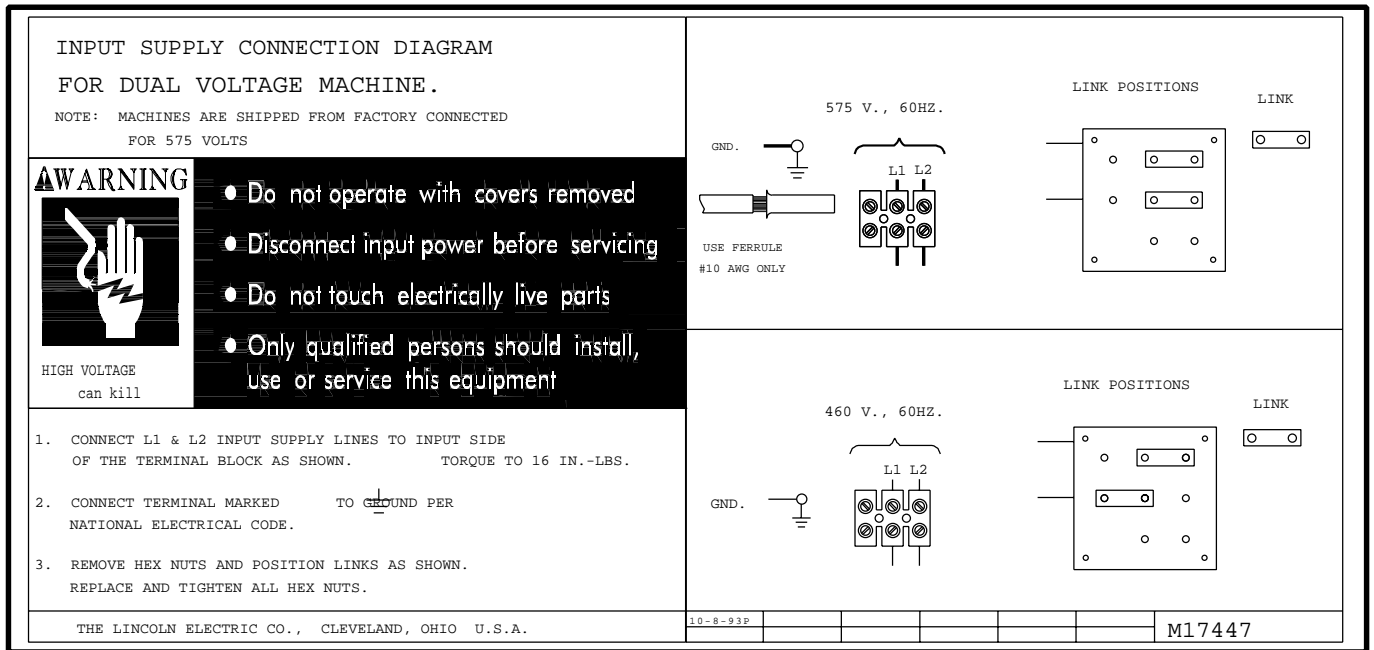 INPUT SUPPLY CONNECTION DIAGRAM
FOR DUAL VOLTAGE MACHINE.
NOTE: MACHINES ARE SHIPPED FROM FACTORY CONNECTED
FOR 575 VOLTS
WARNING
HIGH VOLTAGE
can kill
● Do not operate with covers removed
● Disconnect input power before servicing
● Do not touch electrically live parts
● Only qualified persons should install,
use or service this equipment
1. CONNECT L1 & L2 INPUT SUPPLY LINES TO INPUT SIDE
OF THE TERMINAL BLOCK AS SHOWN. TORQUE TO 16 IN.-LBS.
2. CONNECT TERMINAL MARKED TO GROUND PER
NATIONAL ELECTRICAL CODE.
3. REMOVE HEX NUTS AND POSITION LINKS AS SHOWN.
REPLACE AND TIGHTEN ALL HEX NUTS.
THE LINCOLN ELECTRIC CO., CLEVELAND, OHIO U.S.A.
575 V., 60HZ.
LINK POSITIONS
LINK
GND.
L1 L2
USE FERRULE
#10 AWG ONLY
460 V., 60HZ.
LINK POSITIONS
LINK
L1 L2
GND.
10-8-93P
M17447